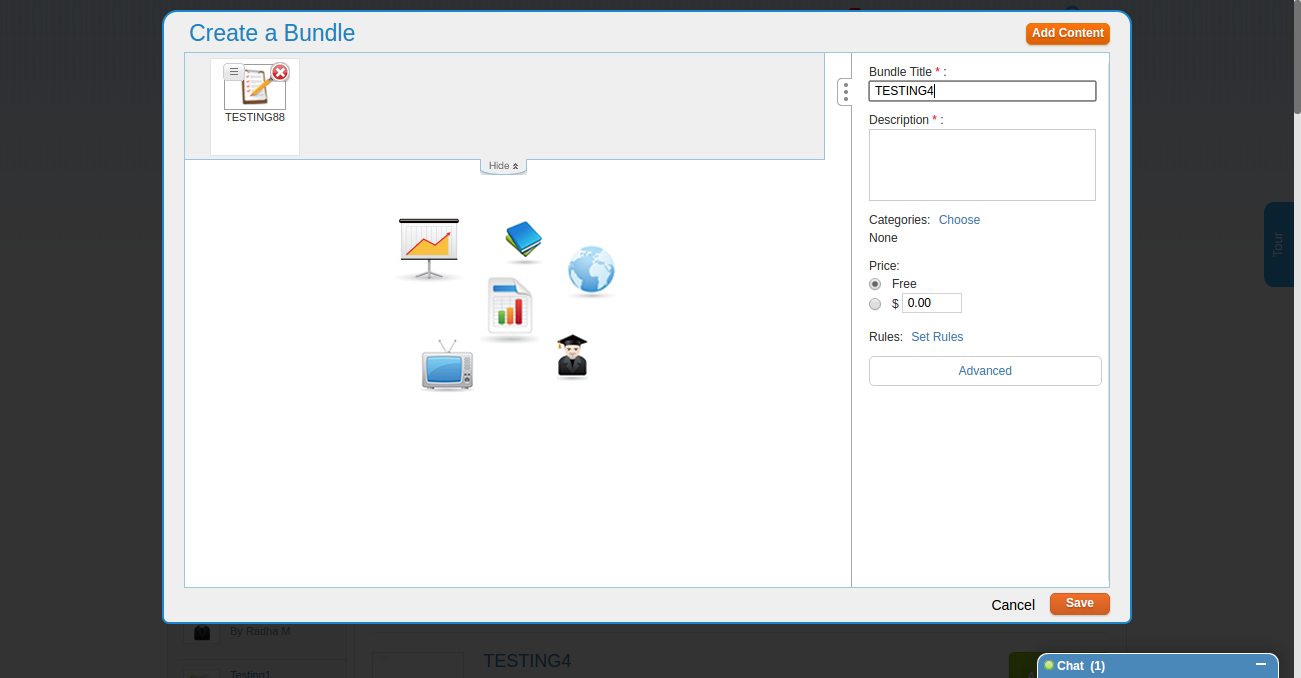 Create a Bundle
Add Content
TESTING88
Hide
Bundle Title * :
TESTING4
Description * :
Categories: Choose
None
Price:
Free
$ 0.00
Rules: Set Rules
Advanced
Tour
Cancel
Save
By Radha M
TESTING4
Testing1
Chat (1)